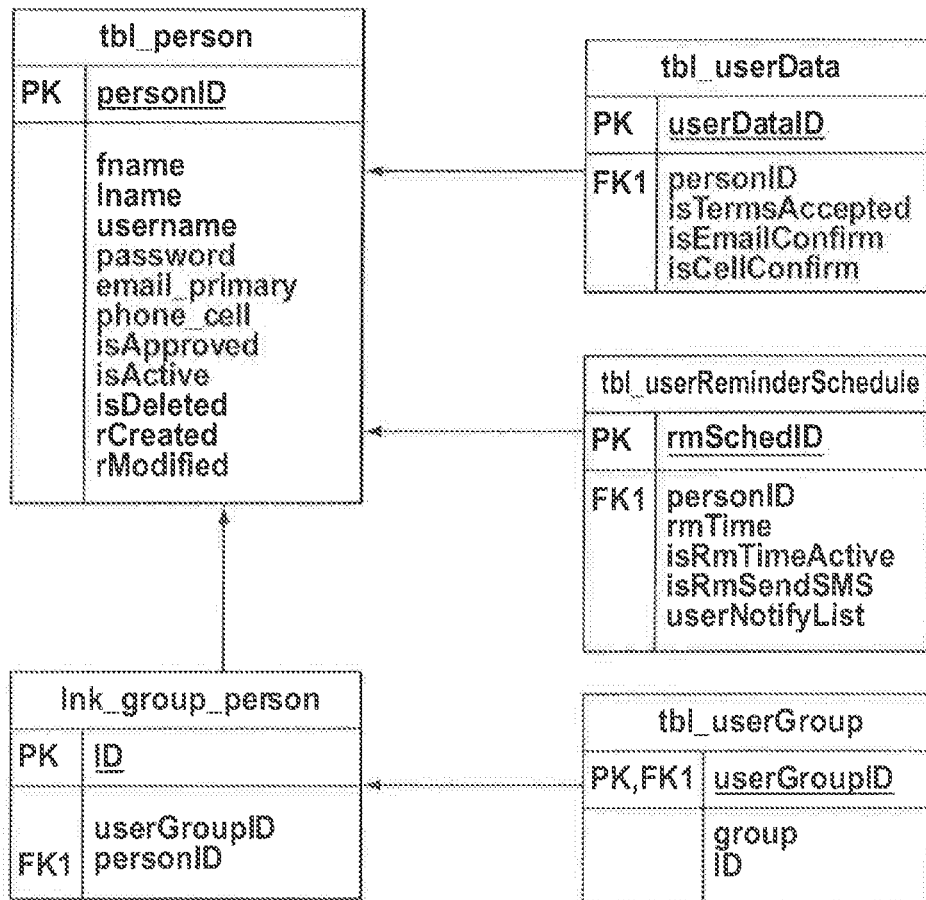 tbl_person
PK personID
fname
lname
username
password
email_primary
phone_cell
isApproved
isActive
isDeleted
rCreated
rModified
tbl_userData
PK userDataID
FK1 personID
isTermsAccepted
isEmailConfirm
isCellConfirm
tbl_userReminderSchedule
PK rmSchedID
FK1 personID
rmTime
isRmTimeActive
isRmSendSMS
userNotifyList
lnk_group_person
PK ID
userGroupID
FK1 personID
tbl_userGroup
PK,FK1 userGroupID
group
ID